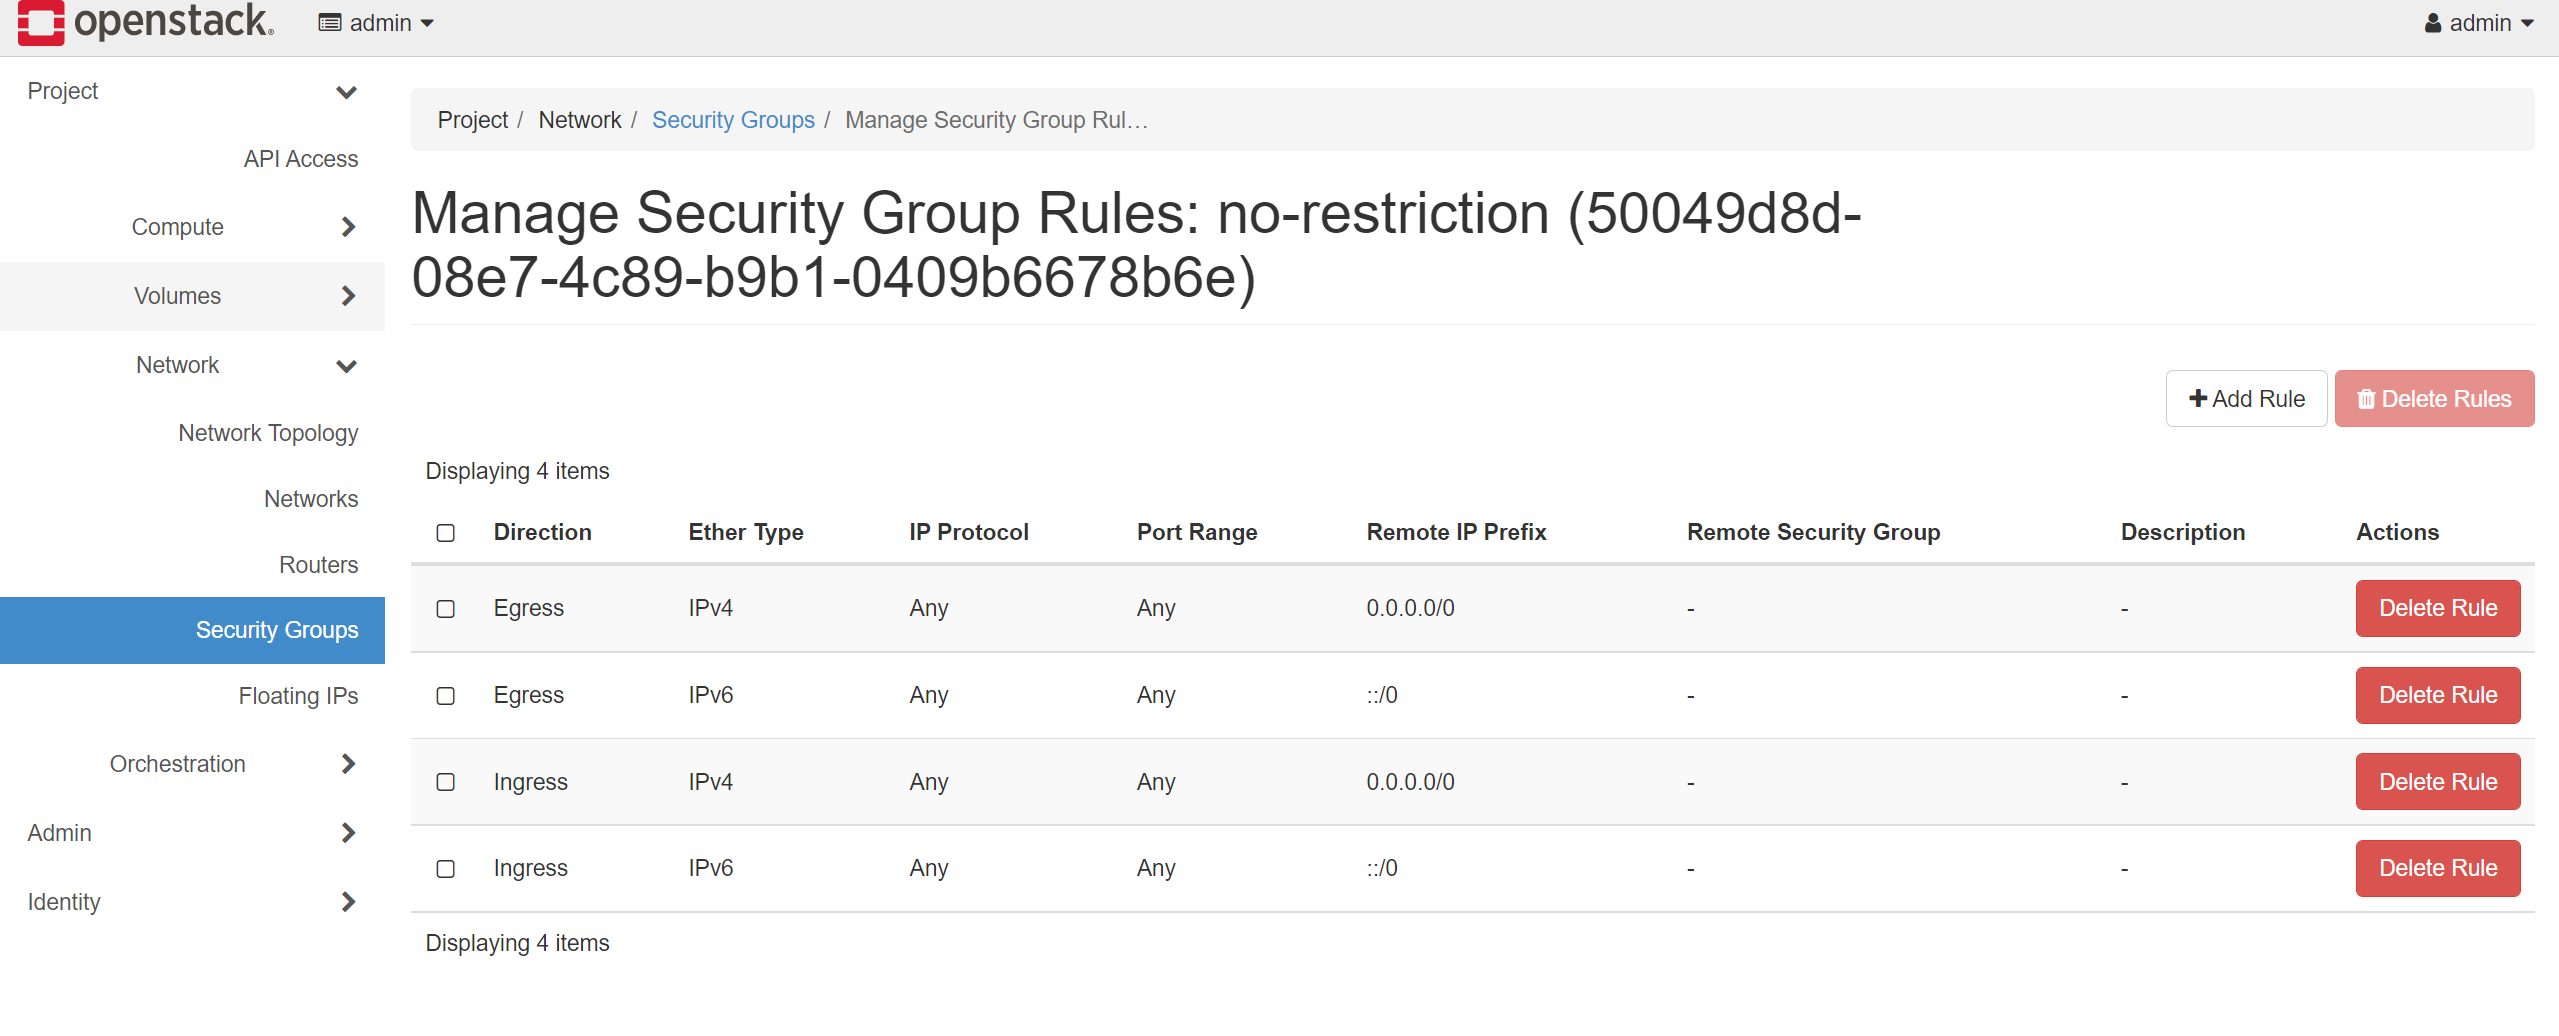 openstack.
admin
admin
Project
API Access
Compute
Volumes
Network
Network Topology
Networks
Routers
Security Groups
Floating IPs
Orchestration
Admin
Identity
Project / Network / Security Groups / Manage Security Group Rul…
Manage Security Group Rules: no-restriction (50049d8d-
08e7-4c89-b9b1-0409b6678b6e)
Add Rule Delete Rules
Displaying 4 items
Direction Ether Type IP Protocol Port Range Remote IP Prefix Remote Security Group Description Actions
Egress IPv4 Any Any 0.0.0.0/0 - - Delete Rule
Egress IPv6 Any Any ::/0 - - Delete Rule
Ingress IPv4 Any Any 0.0.0.0/0 - - Delete Rule
Ingress IPv6 Any Any ::/0 - - Delete Rule
Displaying 4 items